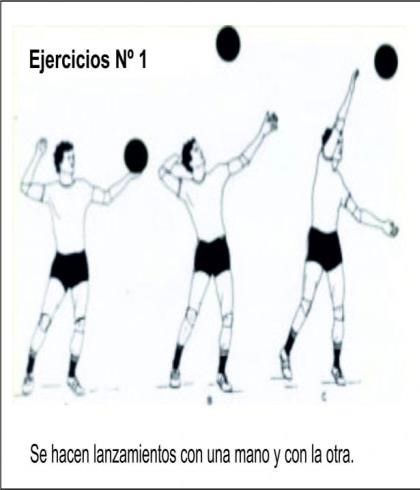 Ejercicios Nº 1
B
C
Se hacen lanzamientos con una mano y con la otra.